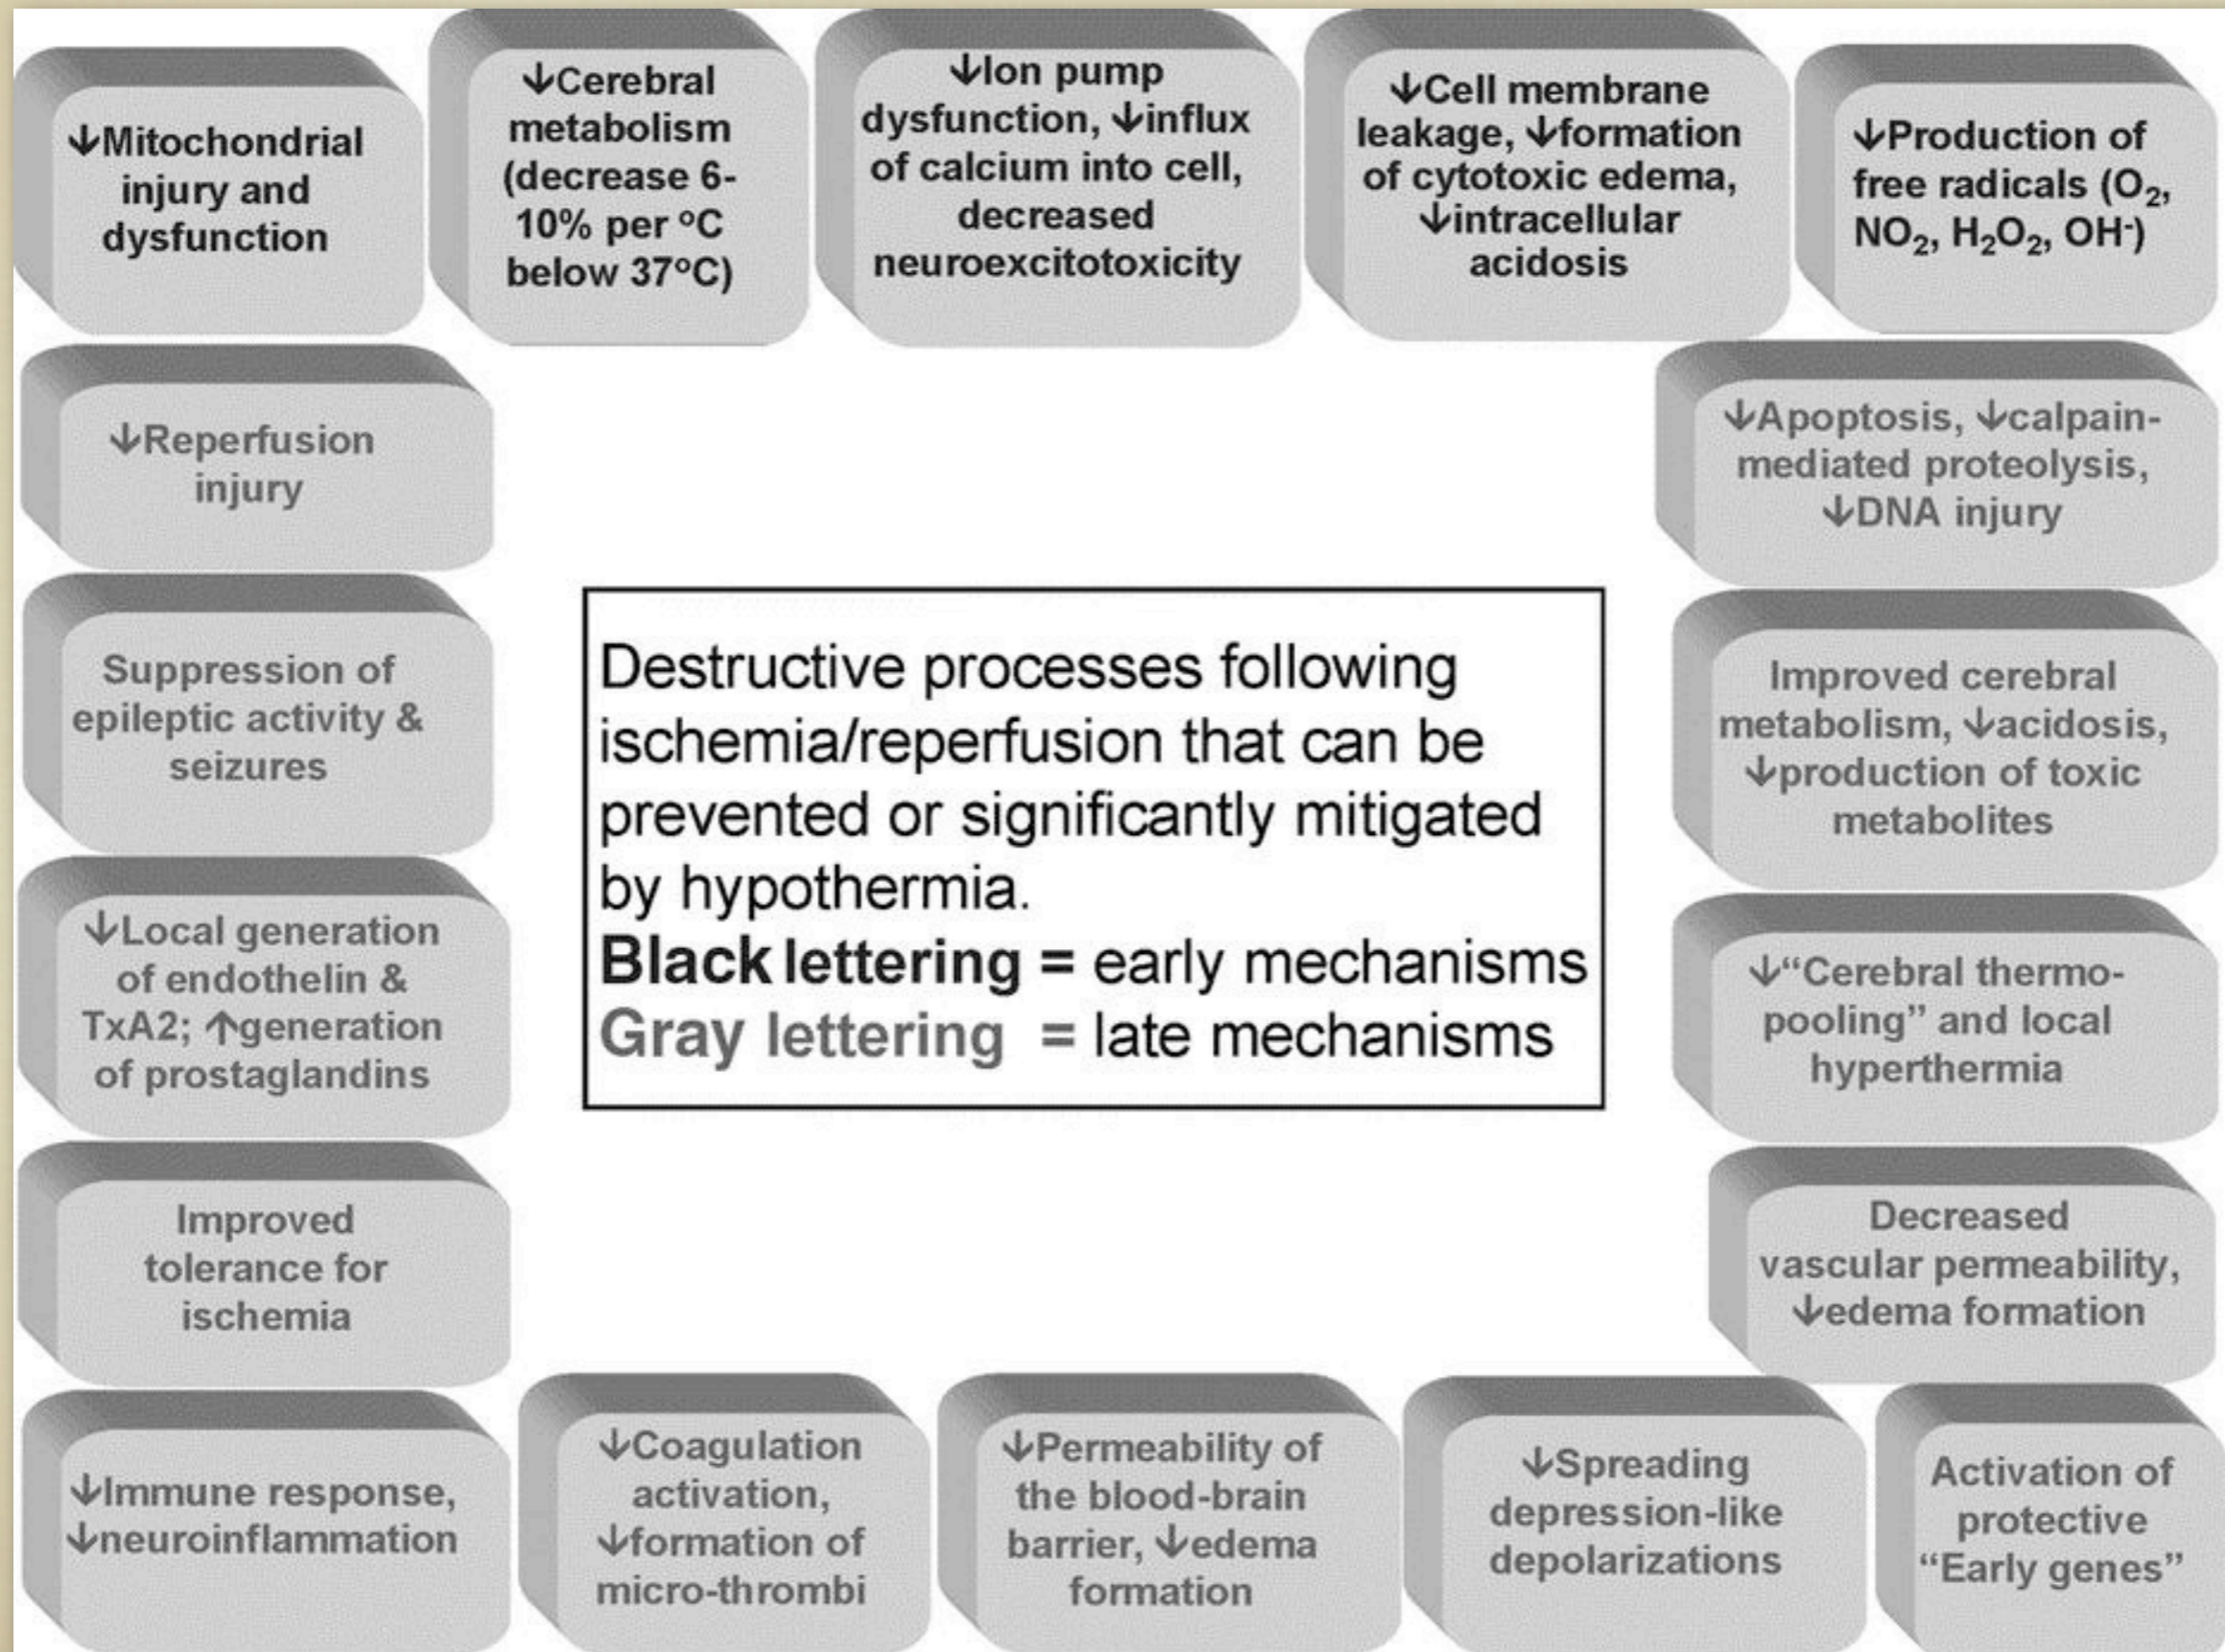 ↓Mitochondrial
injury and
dysfunction
↓Cerebral
metabolism
(decrease 6-
10% per °C
below 37°C)
↓Ion pump
dysfunction, ↓influx
of calcium into cell,
decreased
neuroexcitotoxicity
↓Cell membrane
leakage, ↓formation
of cytotoxic edema,
↓intracellular
acidosis
↓Production of
free radicals (O₂,
NO₂, H₂O₂, OH⁻)
↓Reperfusion
injury
↓Apoptosis, ↓calpain-
mediated proteolysis,
↓DNA injury
Suppression of
epileptic activity &
seizures
Destructive processes following
ischemia/reperfusion that can be
prevented or significantly mitigated
by hypothermia.
Black lettering = early mechanisms
Gray lettering = late mechanisms
Improved cerebral
metabolism, ↓acidosis,
↓production of toxic
metabolites
↓Local generation
of endothelin &
TxA2; ↑generation
of prostaglandins
↓“Cerebral thermo-
pooling” and local
hyperthermia
Improved
tolerance for
ischemia
Decreased
vascular permeability,
↓edema formation
↓Immune response,
↓neuroinflammation
↓Coagulation
activation,
↓formation of
micro-thrombi
↓Permeability of
the blood-brain
barrier, ↓edema
formation
↓Spreading
depression-like
depolarizations
Activation of
protective
“Early genes”